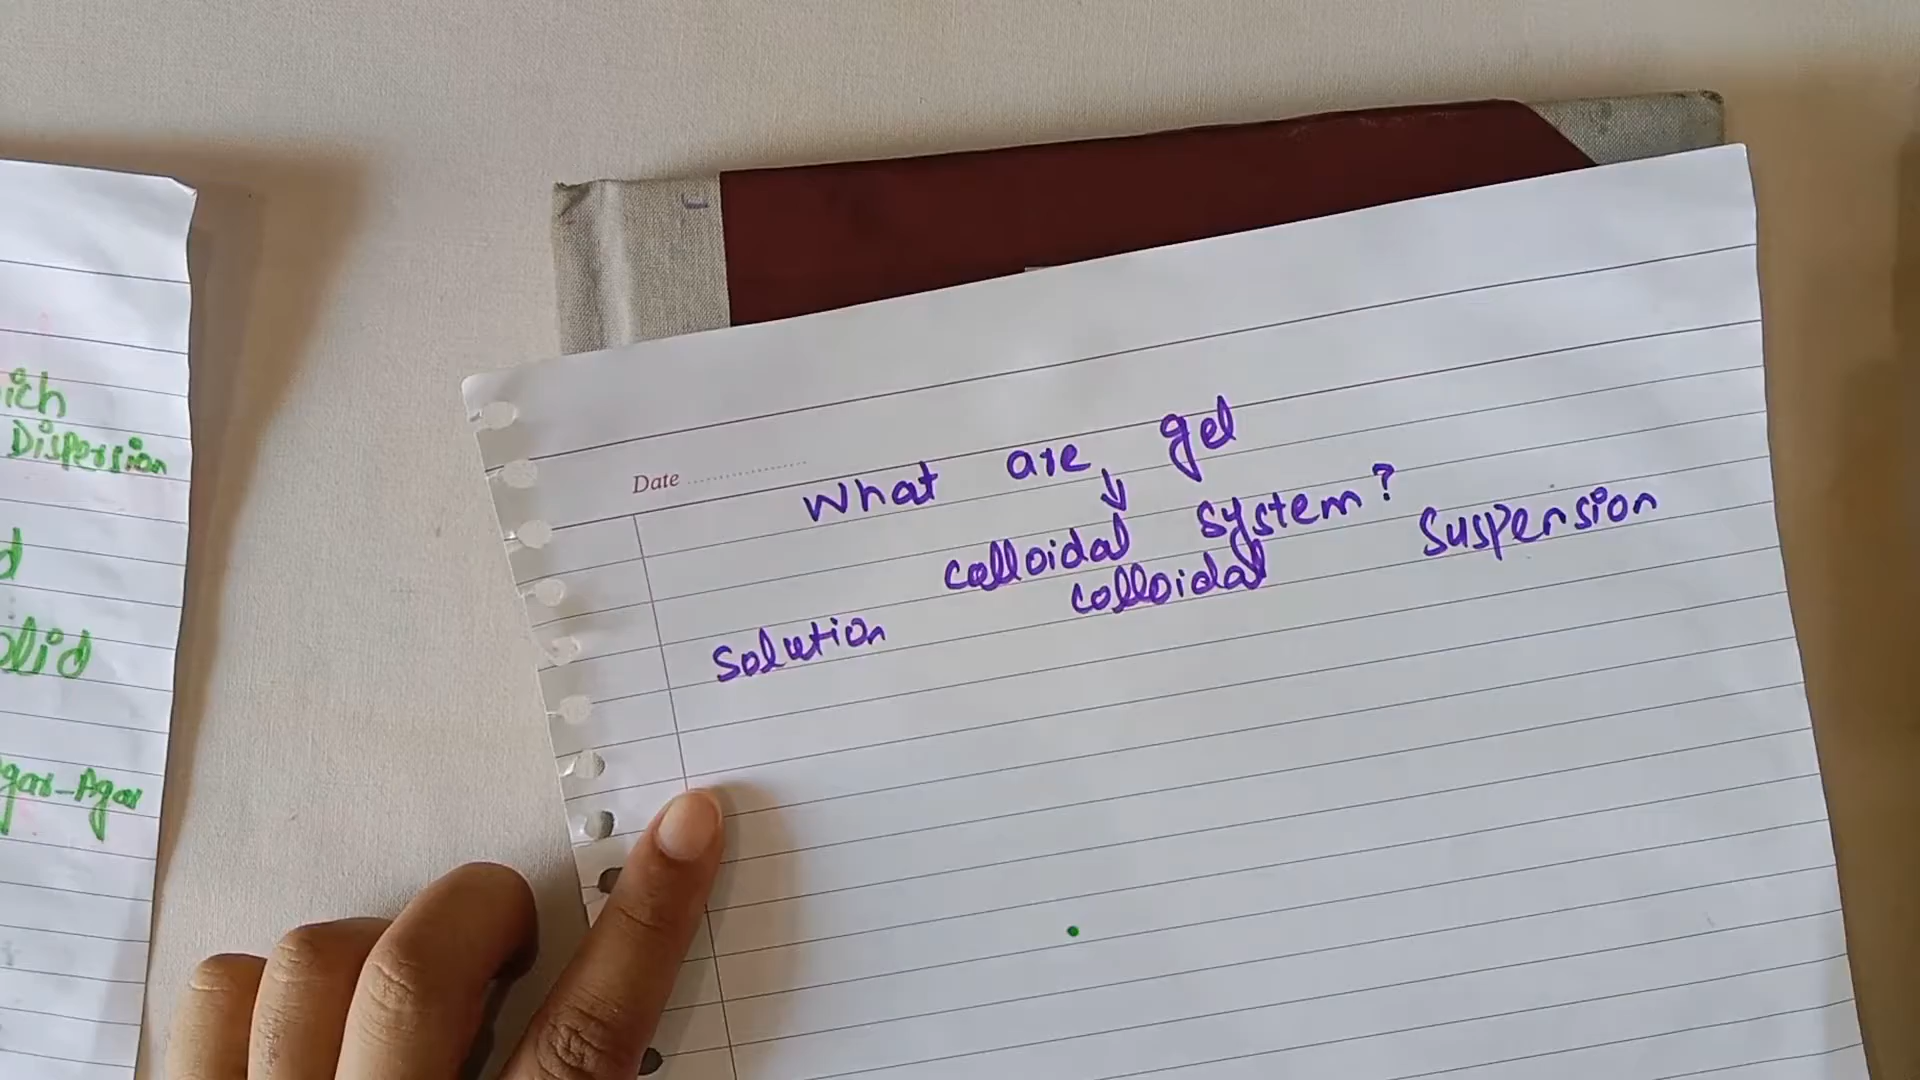 ich
Dispersion
d
olid
gar-Agar
Date
What are gel
colloidal system?
Solution colloidal Suspension